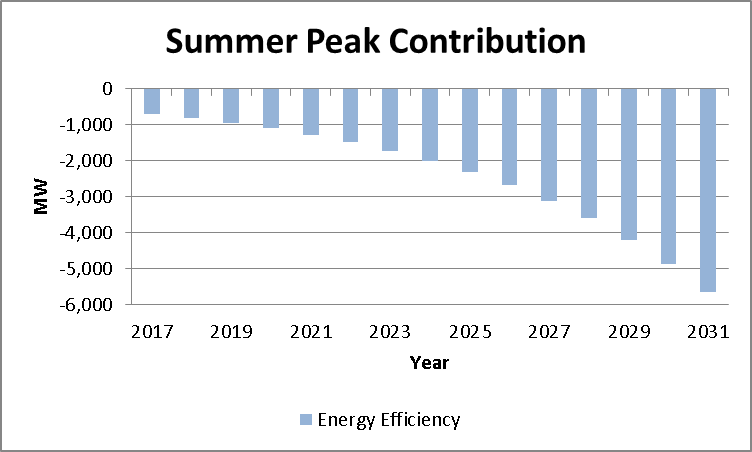 Summer Peak Contribution
0
-1,000
-2,000
-3,000
-4,000
-5,000
-6,000
MW
2017 2019 2021 2023 2025 2027 2029 2031
Year
Energy Efficiency